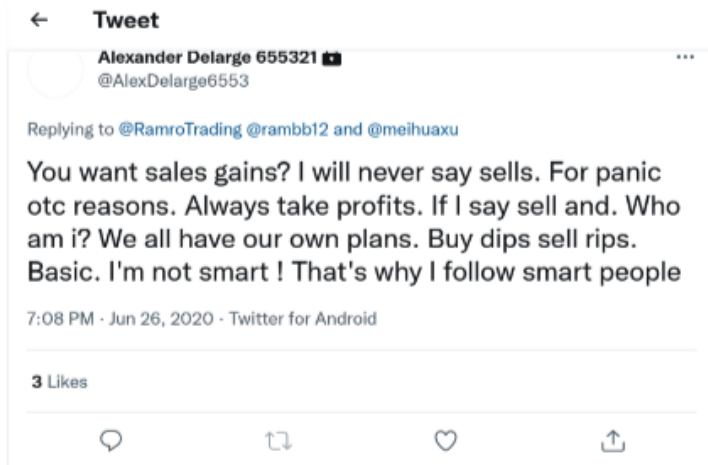 Tweet
Alexander Delarge 655321
@AlexDelarge6553
Replying to @RamroTrading @rambb12 and @meihuaxu
You want sales gains? I will never say sells. For panic
otc reasons. Always take profits. If I say sell and. Who
am i? We all have our own plans. Buy dips sell rips.
Basic. I'm not smart ! That's why I follow smart people
7:08 PM · Jun 26, 2020 · Twitter for Android
3 Likes